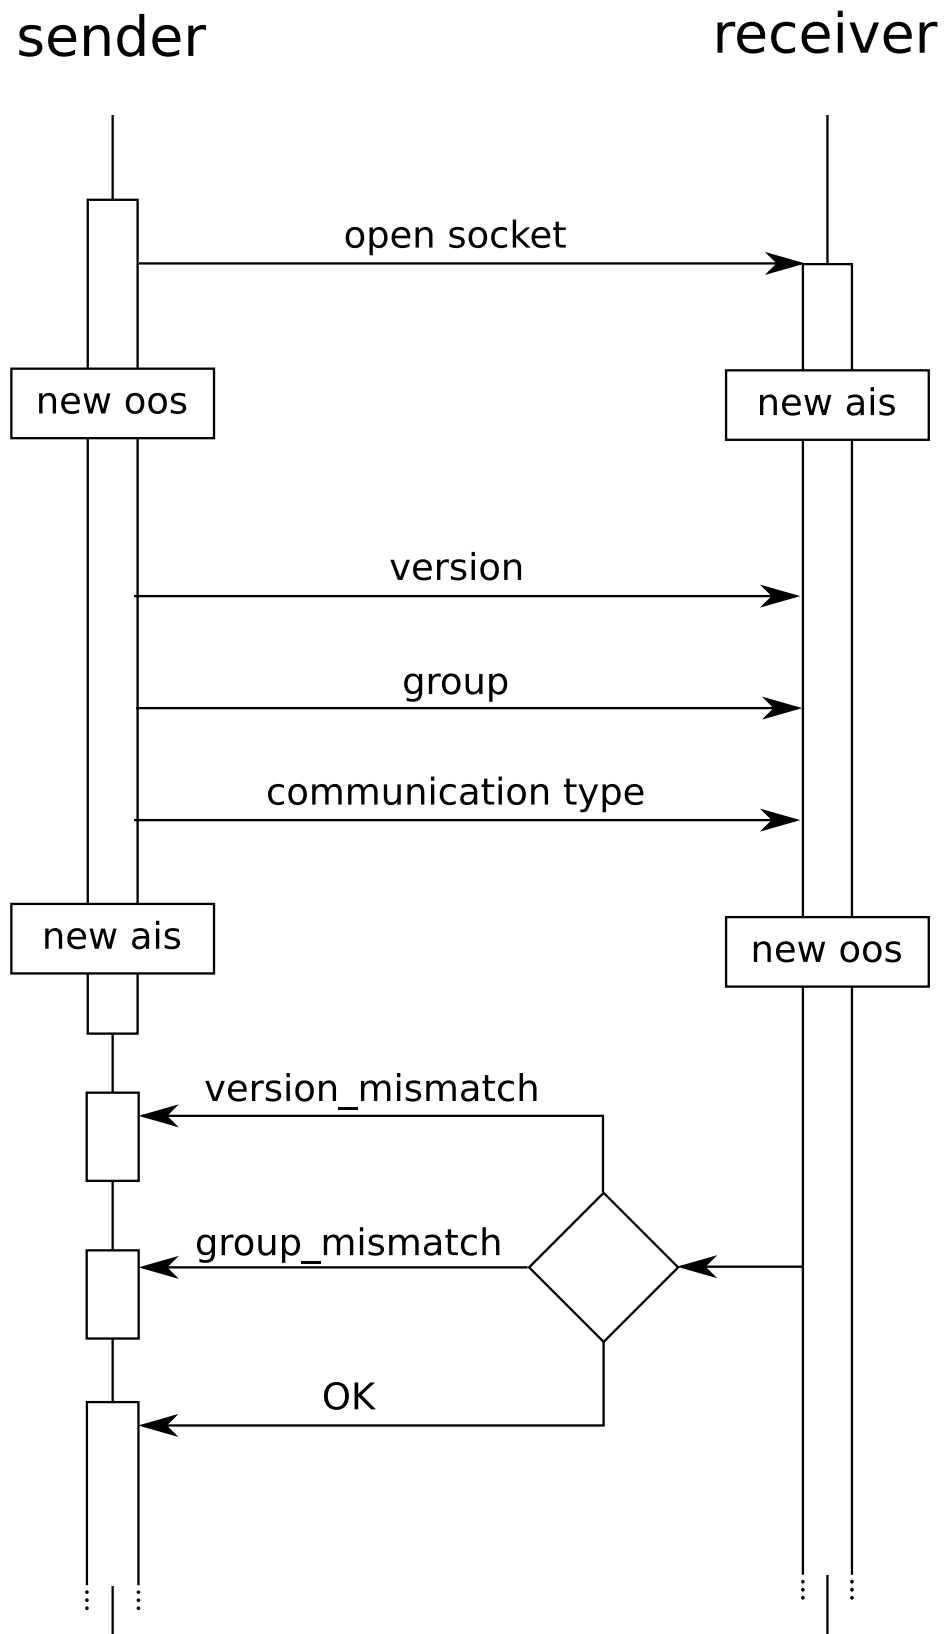 sender
receiver
open socket
new oos
new ais
version
group
communication type
new ais
new oos
version_mismatch
group_mismatch
OK